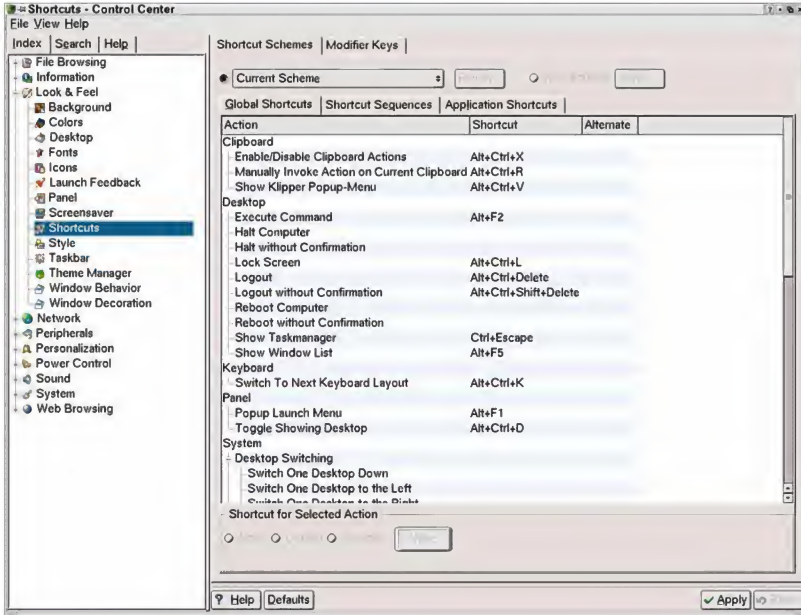 Shortcuts - Control Center
File View Help
Index Search Help
File Browsing
Information
Look & Feel
Background
Colors
Desktop
Fonts
Icons
Launch Feedback
Panel
Screensaver
Shortcuts
Style
Taskbar
Theme Manager
Window Behavior
Window Decoration
Network
Peripherals
Personalization
Power Control
Sound
System
Web Browsing
Shortcut Schemes Modifier Keys
Current Scheme
Global Shortcuts Shortcut Sequences Application Shortcuts
Action Shortcut Alternate
Clipboard
Enable/Disable Clipboard Actions Alt+Ctrl+X
Manually Invoke Action on Current Clipboard Alt+Ctrl+R
Show Klipper Popup-Menu Alt+Ctrl+V
Desktop
Execute Command Alt+F2
Halt Computer
Halt without Confirmation
Lock Screen Alt+Ctrl+L
Logout Alt+Ctrl+Delete
Logout without Confirmation Alt+Ctrl+Shift+Delete
Reboot Computer
Reboot without Confirmation
Show Taskmanager Ctrl+Escape
Show Window List Alt+F5
Keyboard
Switch To Next Keyboard Layout Alt+Ctrl+K
Panel
Popup Launch Menu Alt+F1
Toggle Showing Desktop Alt+Ctrl+D
System
Desktop Switching
Switch One Desktop Down
Switch One Desktop to the Left
Switch One Desktop to the Right
Shortcut for Selected Action
? Help Defaults Apply